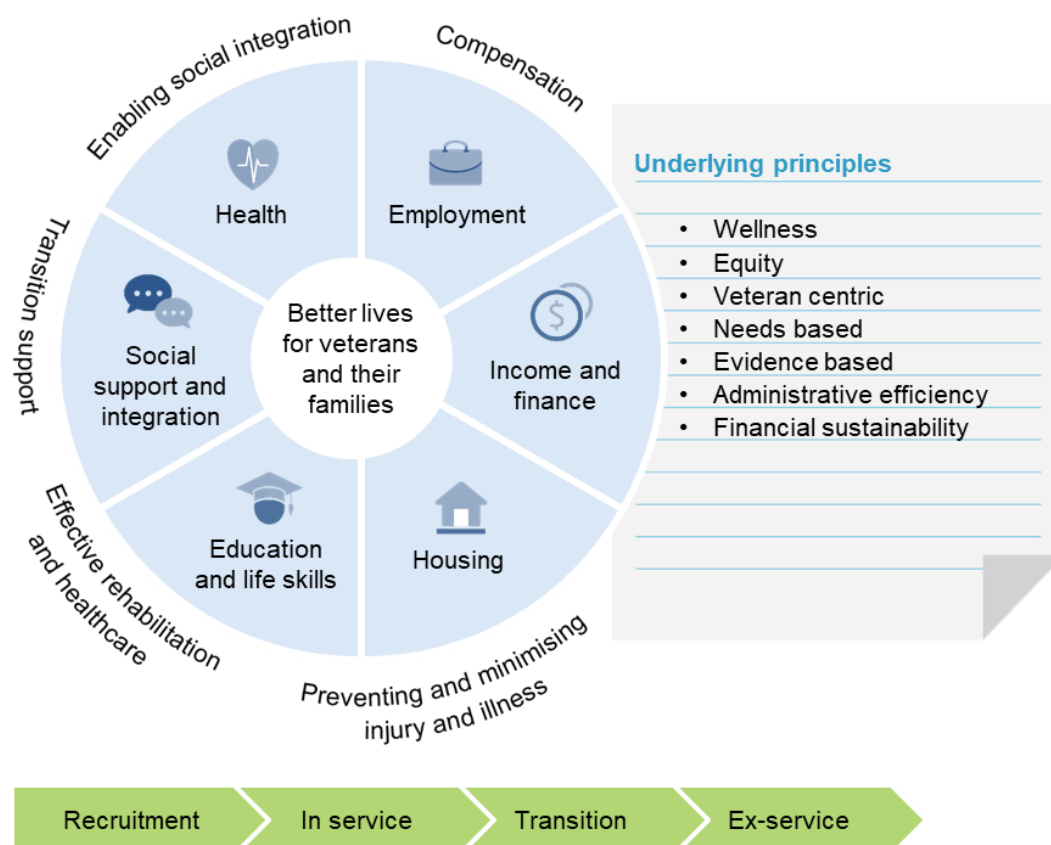 Enabling social integration
Compensation
Transition support
Effective rehabilitation
and healthcare
Preventing and minimising
injury and illness
Health
Employment
Social
support and
integration
Better lives
for veterans
and their
families
Income and
finance
Education
and life skills
Housing
Underlying principles
• Wellness
• Equity
• Veteran centric
• Needs based
• Evidence based
• Administrative efficiency
• Financial sustainability
Recruitment
In service
Transition
Ex-service